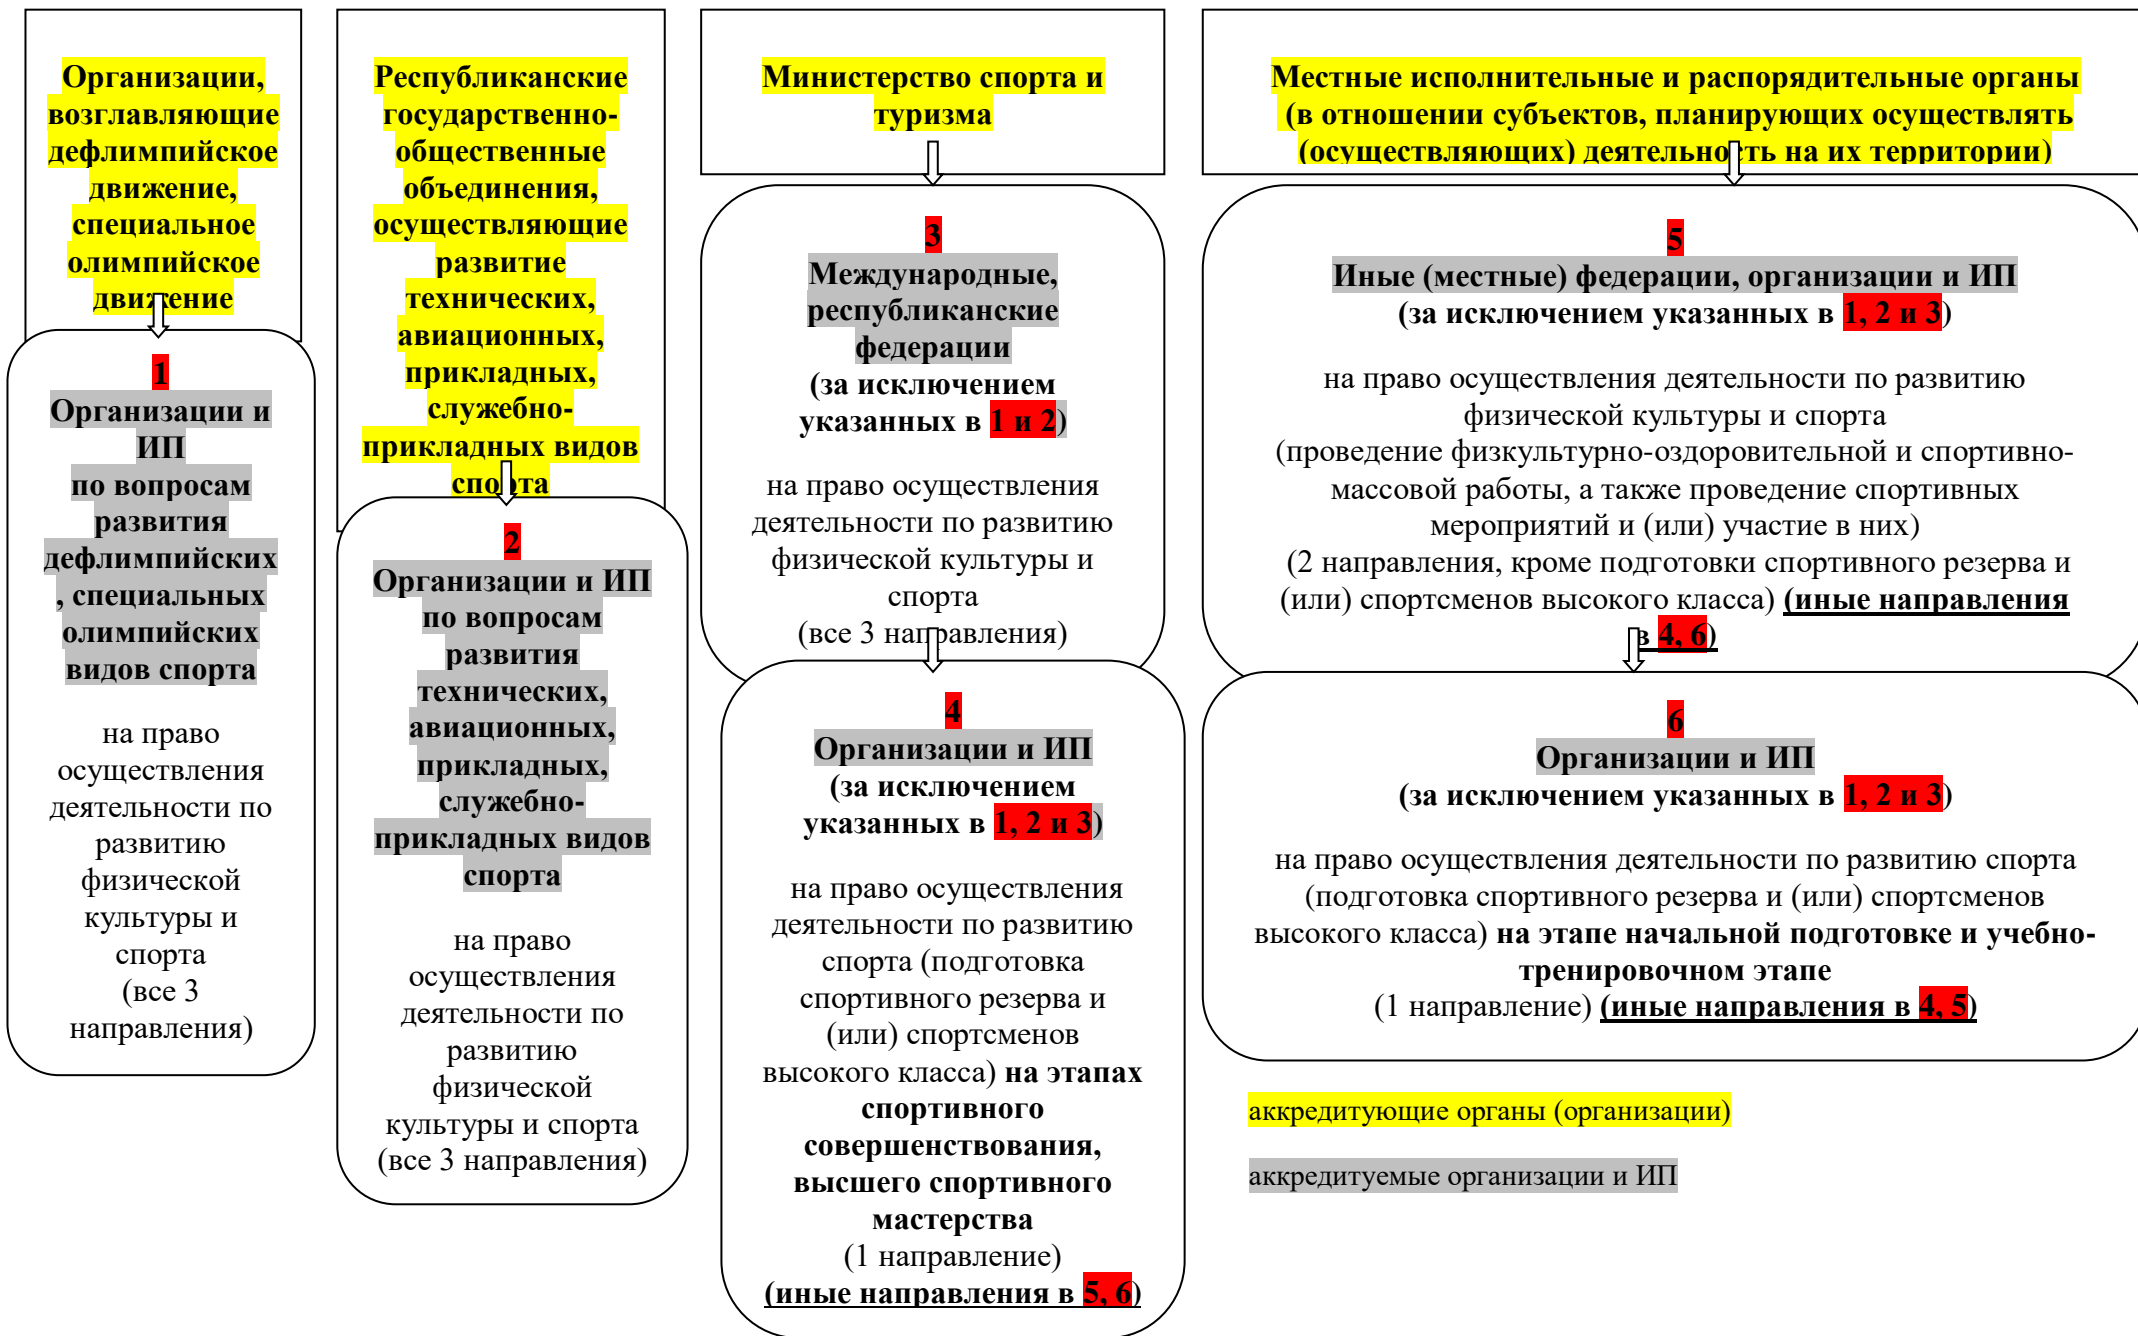 Организации,
возглавляющие
дефлимпийское
движение,
специальное
олимпийское
движение
1
Организации и
ИП
по вопросам
развития
дефлимпийских
, специальных
олимпийских
видов спорта
на право
осуществления
деятельности по
развитию
физической
культуры и
спорта
(все 3
направления)
Республиканские
государственно-
общественные
объединения,
осуществляющие
развитие
технических,
авиационных,
прикладных,
служебно-
прикладных видов
спорта
2
Организации и ИП
по вопросам
развития
технических,
авиационных,
прикладных,
служебно-
прикладных видов
спорта
на право
осуществления
деятельности по
развитию
физической
культуры и спорта
(все 3 направления)
Министерство спорта и
туризма
3
Международные,
республиканские
федерации
(за исключением
указанных в 1 и 2)
на право осуществления
деятельности по развитию
физической культуры и
спорта
(все 3 направления)
4
Организации и ИП
(за исключением
указанных в 1, 2 и 3)
на право осуществления
деятельности по развитию
спорта (подготовка
спортивного резерва и
(или) спортсменов
высокого класса) на этапах
спортивного
совершенствования,
высшего спортивного
мастерства
(1 направление)
(иные направления в 5, 6)
Местные исполнительные и распорядительные органы
(в отношении субъектов, планирующих осуществлять
(осуществляющих) деятельность на их территории)
5
Иные (местные) федерации, организации и ИП
(за исключением указанных в 1, 2 и 3)
на право осуществления деятельности по развитию
физической культуры и спорта
(проведение физкультурно-оздоровительной и спортивно-
массовой работы, а также проведение спортивных
мероприятий и (или) участие в них)
(2 направления, кроме подготовки спортивного резерва и
(или) спортсменов высокого класса) (иные направления
в 4, 6)
6
Организации и ИП
(за исключением указанных в 1, 2 и 3)
на право осуществления деятельности по развитию спорта
(подготовка спортивного резерва и (или) спортсменов
высокого класса) на этапе начальной подготовке и учебно-
тренировочном этапе
(1 направление) (иные направления в 4, 5)
аккредитующие органы (организации)
аккредитуемые организации и ИП